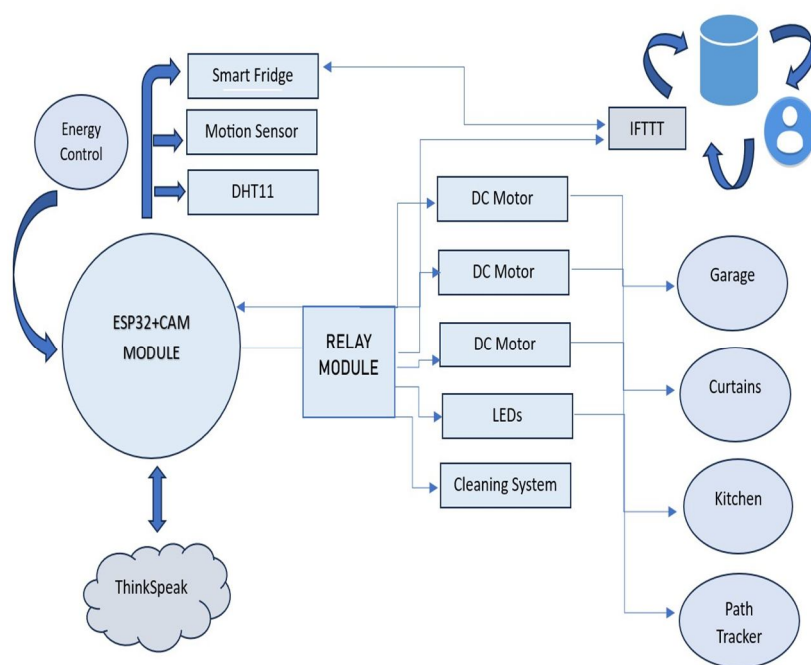 Smart Fridge
Energy
Control
Motion Sensor
DHT11
IFTTT
DC Motor
DC Motor
DC Motor
LEDs
Cleaning System
ESP32+CAM
MODULE
RELAY
MODULE
Garage
Curtains
Kitchen
Path
Tracker
ThinkSpeak